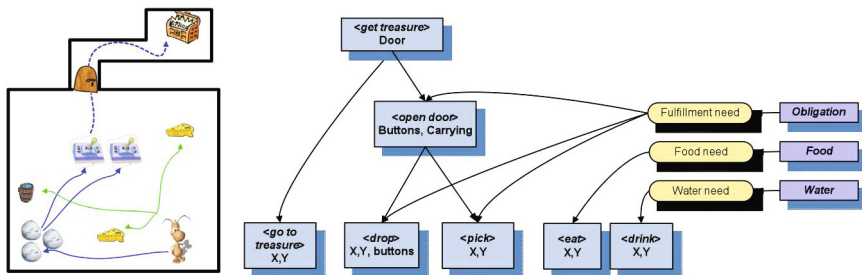 <get treasure>
Door
<open door>
Buttons, Carrying
Fulfillment need
Obligation
Food need
Food
Water need
Water
<go to
treasure>
X,Y
<drop>
X,Y, buttons
<pick>
X,Y
<eat>
X,Y
<drink>
X,Y